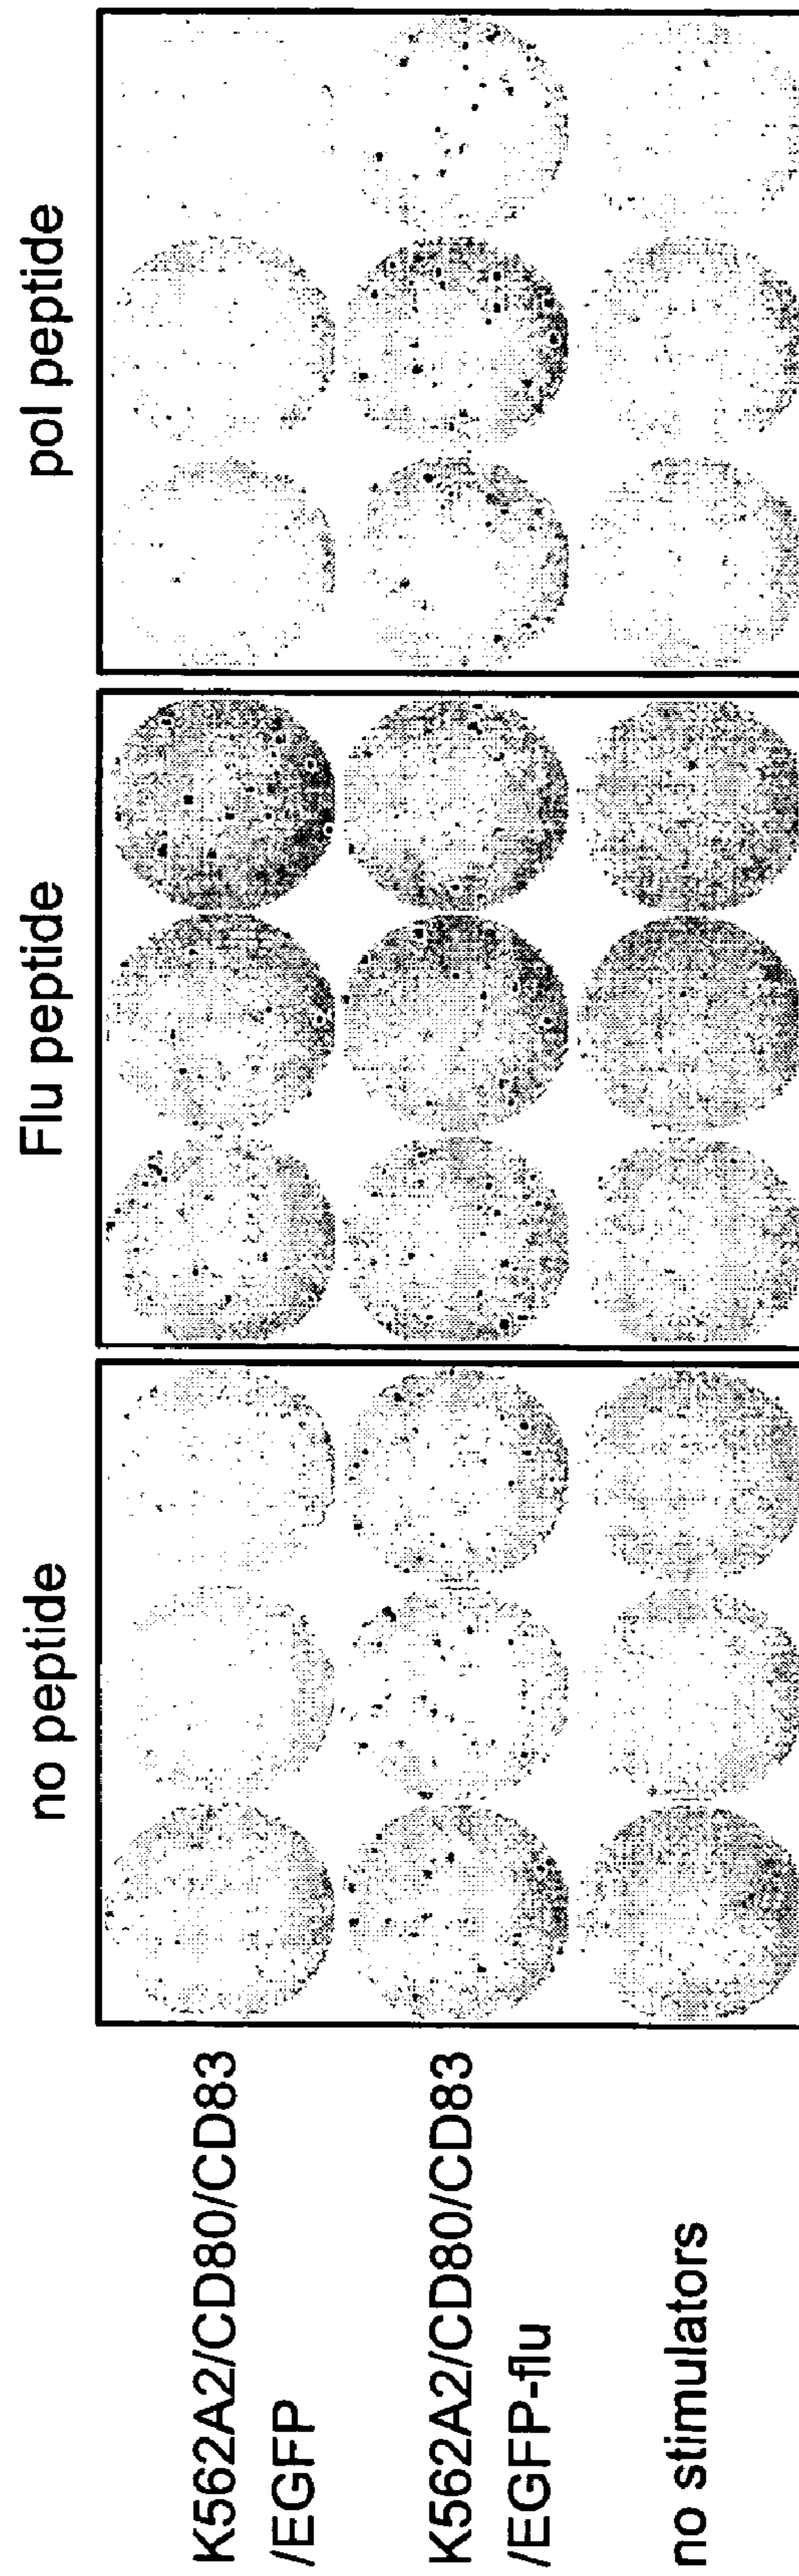 no peptide
Flu peptide
pol peptide
K562A2/CD80/CD83
/EGFP
K562A2/CD80/CD83
/EGFP-flu
no stimulators